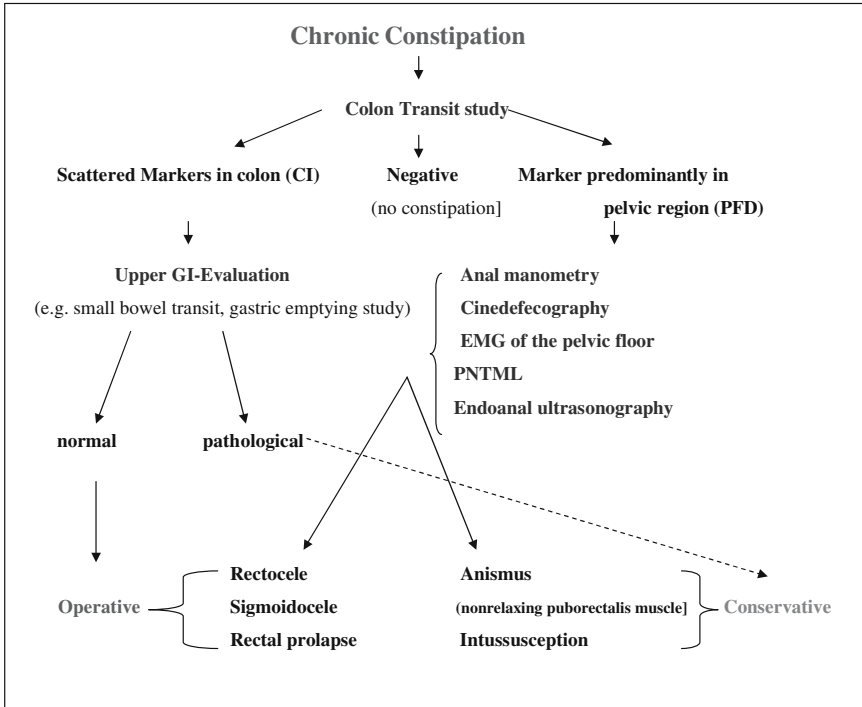 Chronic Constipation
Colon Transit study
Scattered Markers in colon (CI)
Negative
(no constipation]
Marker predominantly in
pelvic region (PFD)
Upper GI-Evaluation
(e.g. small bowel transit, gastric emptying study)
Anal manometry
Cinedefecography
EMG of the pelvic floor
PNTML
Endoanal ultrasonography
normal
pathological
Operative
Rectocele
Sigmoidocele
Rectal prolapse
Anismus
(nonrelaxing puborectalis muscle]
Intussusception
Conservative